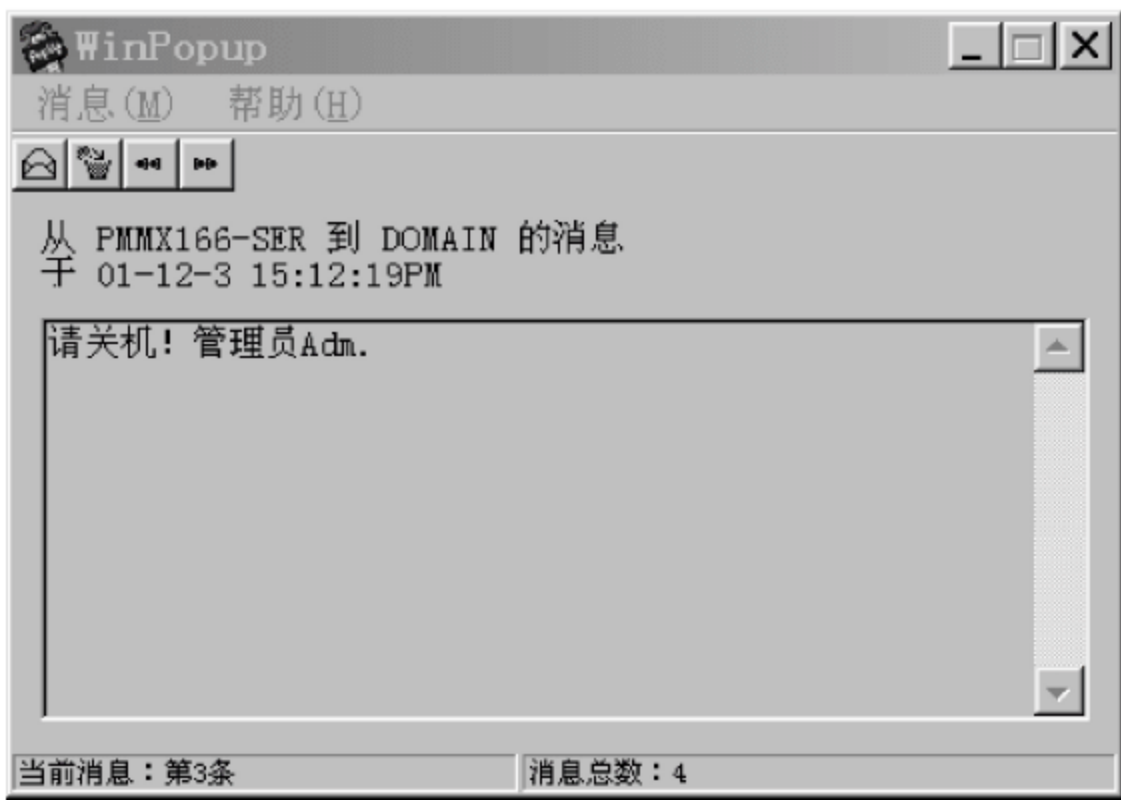 WinPopup
消息(M) 帮助(H)
从 PMMX166-SER 到 DOMAIN 的消息
于 01-12-3 15:12:19PM
请关机! 管理员Adm.
当前消息：第3条 消息总数：4